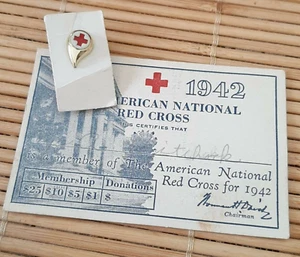 1942
AMERICAN NATIONAL
RED CROSS
THIS CERTIFIES THAT
is a member of The American National
Red Cross for 1942
Membership Donations
$25 $10 $5 $1 $
Chairman